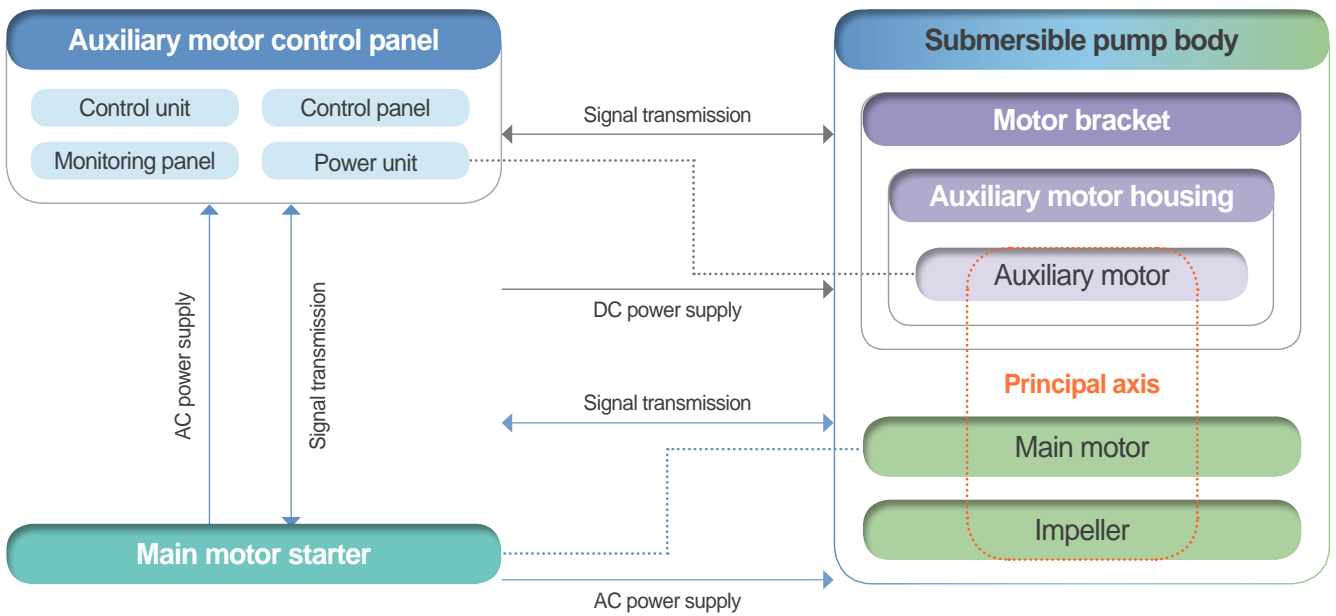 Auxiliary motor control panel
Control unit
Control panel
Monitoring panel
Power unit
Signal transmission
DC power supply
AC power supply
Signal transmission
Signal transmission
Main motor starter
AC power supply
Submersible pump body
Motor bracket
Auxiliary motor housing
Auxiliary motor
Principal axis
Main motor
Impeller